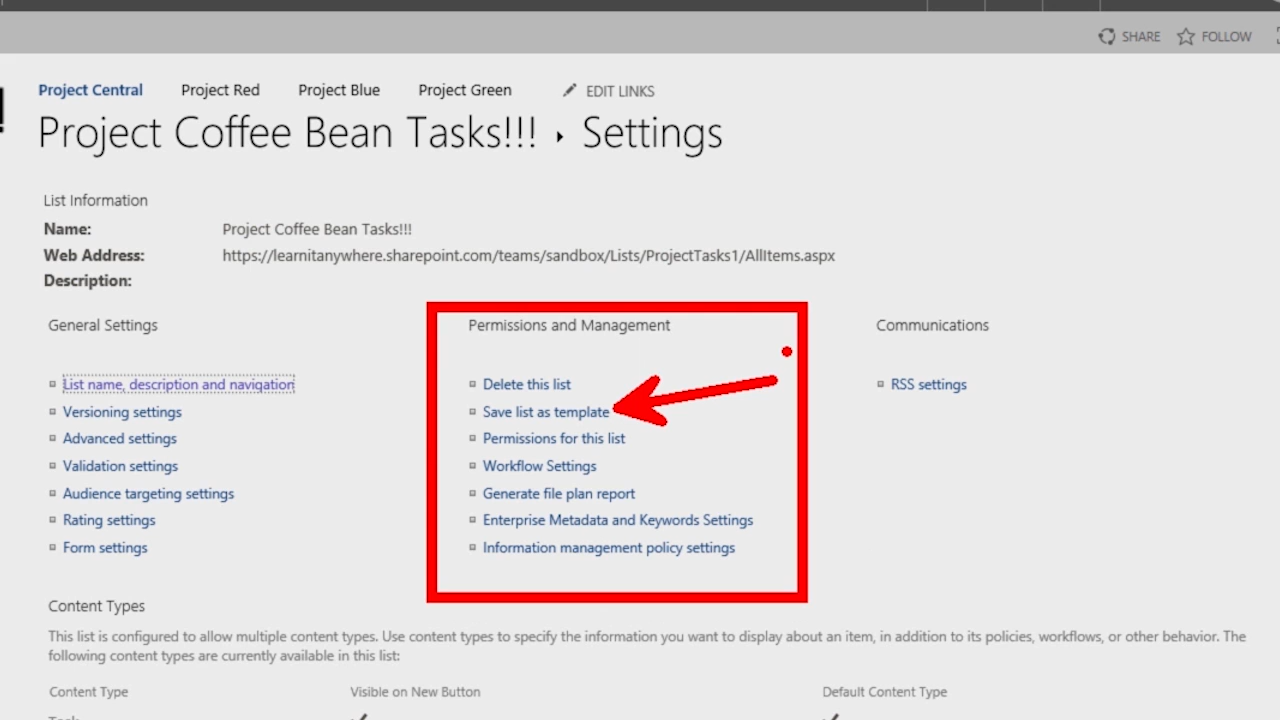 SHARE FOLLOW
Project Central Project Red Project Blue Project Green EDIT LINKS
Project Coffee Bean Tasks!!! ▸ Settings
List Information
Name: Project Coffee Bean Tasks!!!
Web Address: https://learnitanywhere.sharepoint.com/teams/sandbox/Lists/ProjectTasks1/AllItems.aspx
Description:
General Settings
List name, description and navigation
Versioning settings
Advanced settings
Validation settings
Audience targeting settings
Rating settings
Form settings
Permissions and Management
Delete this list
Save list as template
Permissions for this list
Workflow Settings
Generate file plan report
Enterprise Metadata and Keywords Settings
Information management policy settings
Communications
RSS settings
Content Types
This list is configured to allow multiple content types. Use content types to specify the information you want to display about an item, in addition to its policies, workflows, or other behavior. The
following content types are currently available in this list:
Content Type Visible on New Button Default Content Type